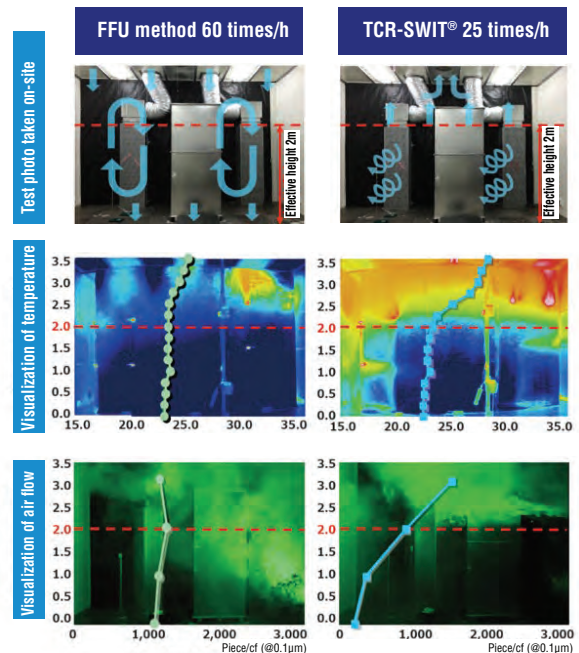 FFU method 60 times/h
TCR-SWIT® 25 times/h
Test photo taken on-site
Effective height 2m
Effective height 2m
Visualization of temperature
3.5
3.0
2.5
2.0
1.5
1.0
0.5
0.0
15.0 20.0 25.0 30.0 35.0
3.5
3.0
2.5
2.0
1.5
1.0
0.5
0.0
15.0 20.0 25.0 30.0 35.0
Visualization of air flow
3.5
3.0
2.5
2.0
1.5
1.0
0.5
0.0
0 1,000 2,000 3.000
Piece/cf (@0.1µm)
3.5
3.0
2.5
2.0
1.5
1.0
0.5
0.0
0 1,000 2,000 3.000
Piece/cf (@0.1µm)